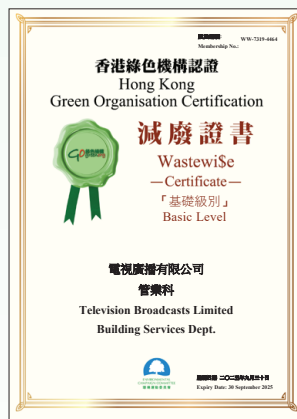 WW-7319-4464
Membership No.:
香港綠色機構認證
Hong Kong
Green Organisation Certification
減廢證書
Wastewi$e
—Certificate—
「基礎級別」
Basic Level
電視廣播有限公司
管業科
Television Broadcasts Limited
Building Services Dept.
Expiry Date: 30 September 2025